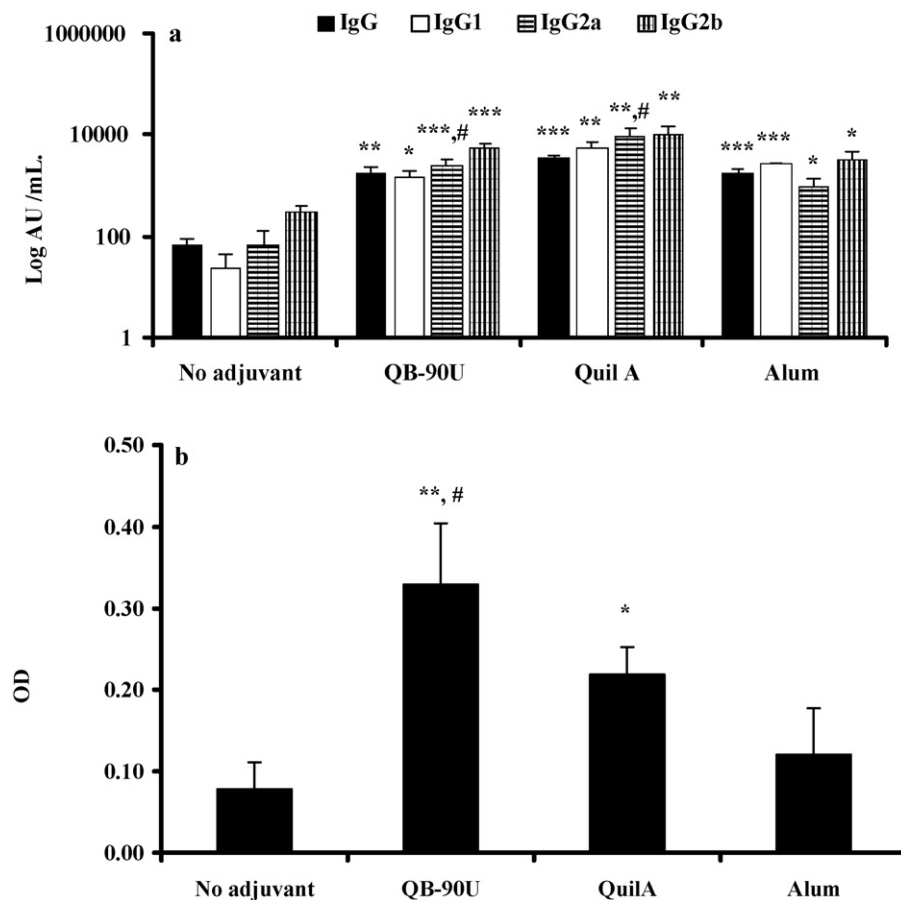 ■IgG □IgG1 IgG2a IgG2b
a
Log AU /mL.
1000000
10000
100
1
** * ***,# ***
*** ** **,# **
*** *** * *
No adjuvant QB-90U Quil A Alum
b
OD
0.50
0.40
0.30
0.20
0.10
0.00
**, #
*
No adjuvant QB-90U QuilA Alum